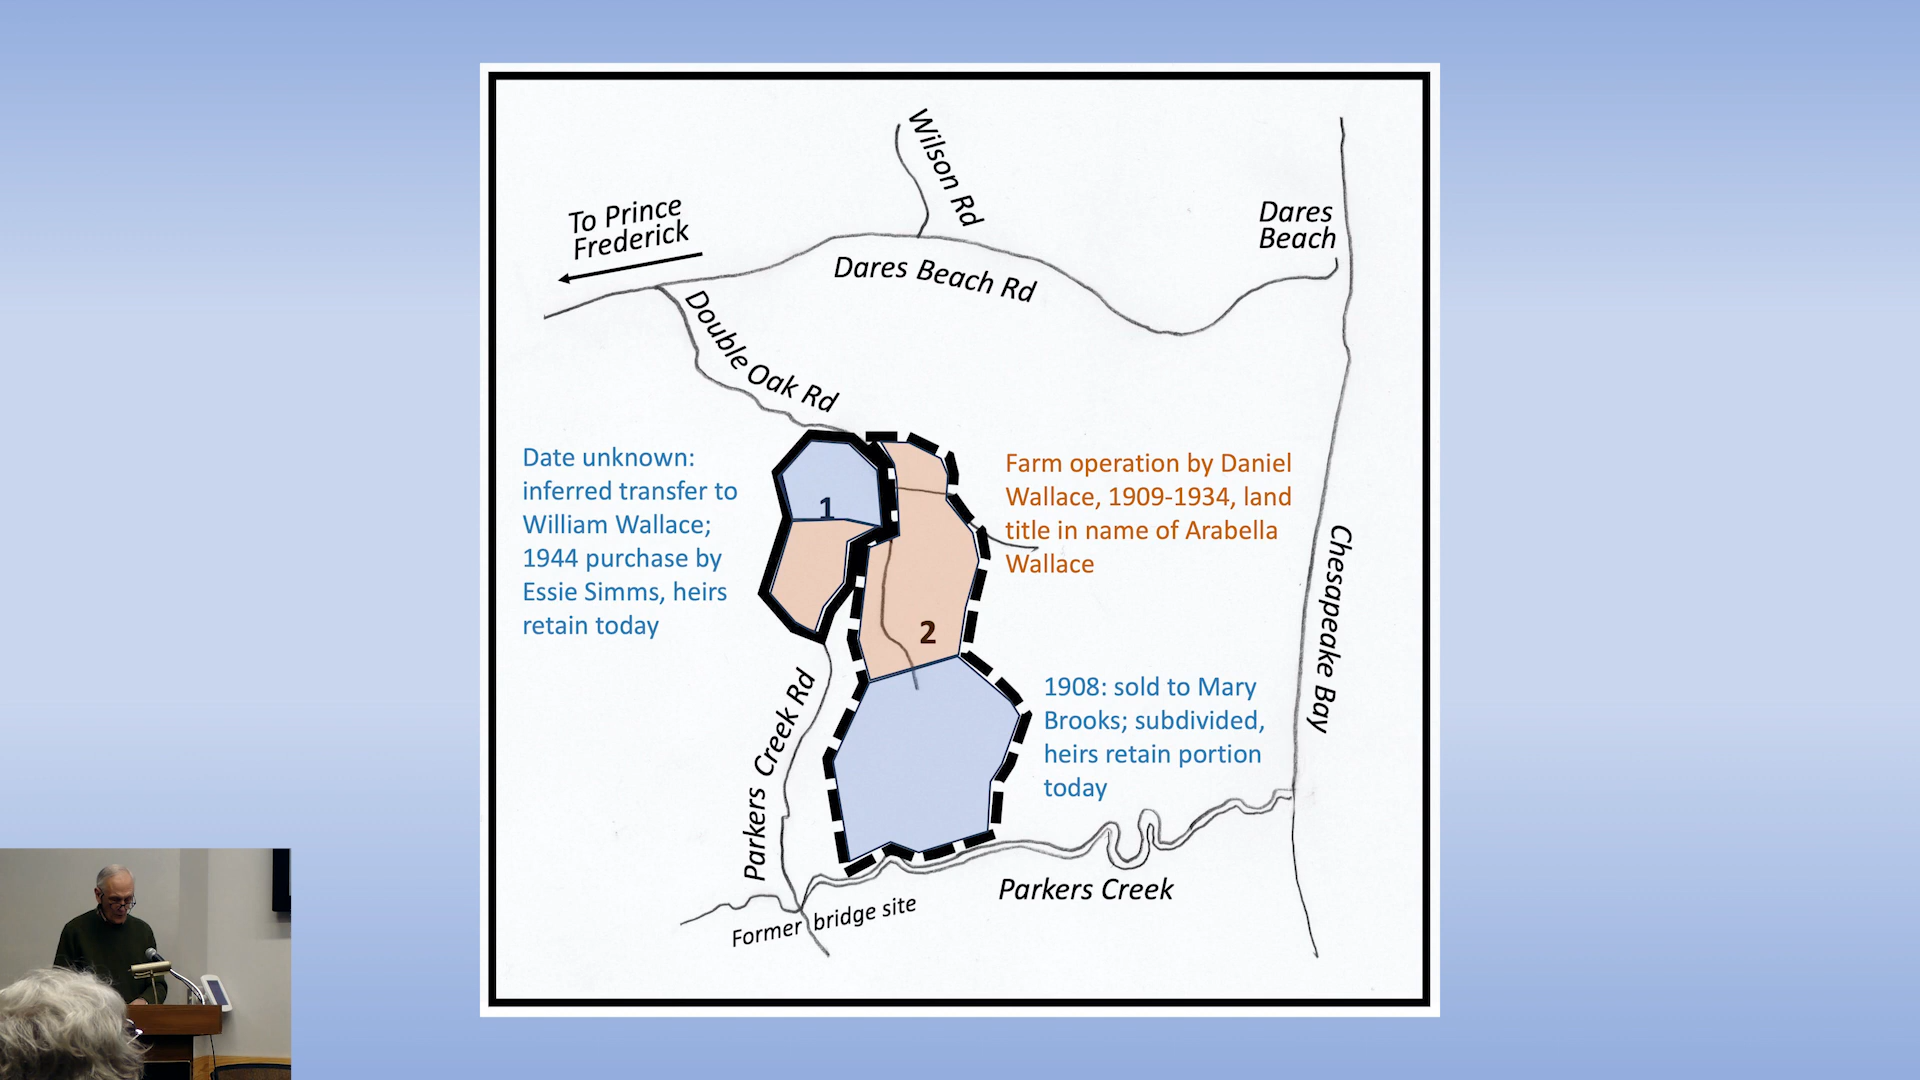 Wilson Rd
To Prince
Frederick
Dares
Beach
Dares Beach Rd
Double Oak Rd
Date unknown:
inferred transfer to
William Wallace;
1944 purchase by
Essie Simms, heirs
retain today
1
Farm operation by Daniel
Wallace, 1909-1934, land
title in name of Arabella
Wallace
2
Chesapeake Bay
1908: sold to Mary
Brooks; subdivided,
heirs retain portion
today
Parkers Creek Rd
Parkers Creek
Former bridge site